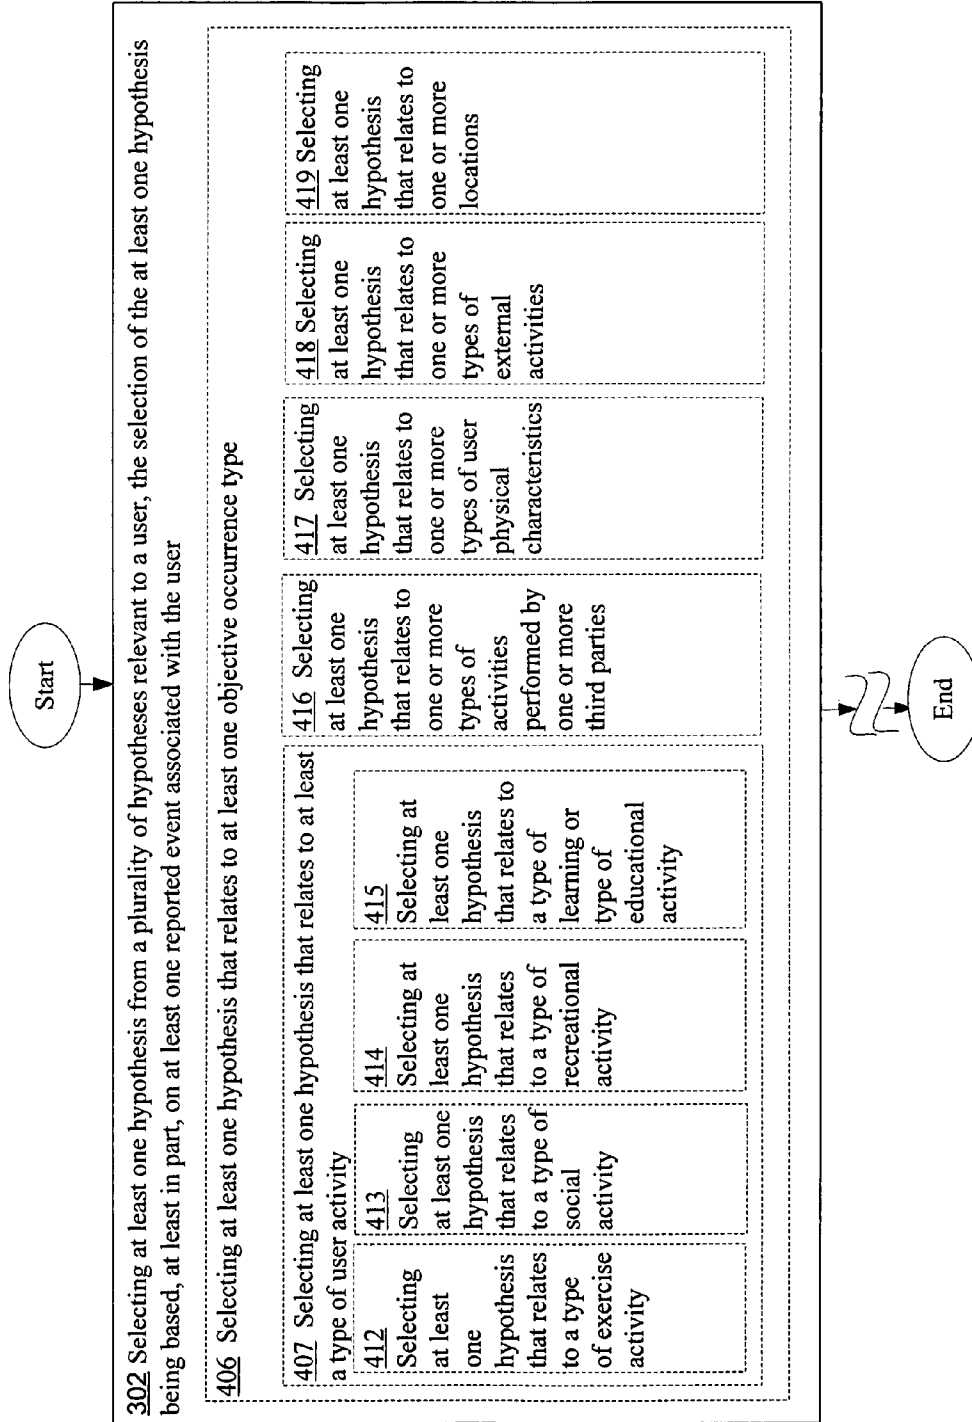 Start
302 Selecting at least one hypothesis from a plurality of hypotheses relevant to a user, the selection of the at least one hypothesis
being based, at least in part, on at least one reported event associated with the user
406 Selecting at least one hypothesis that relates to at least one objective occurrence type
407 Selecting at least one hypothesis that relates to at least
a type of user activity
412
Selecting
at least
one
hypothesis
that relates
to a type
of exercise
activity
413
Selecting
at least one
hypothesis
that relates
to a type of
social
activity
414
Selecting at
least one
hypothesis
that relates
to a type of
recreational
activity
415
Selecting at
least one
hypothesis
that relates to
a type of
learning or
type of
educational
activity
416 Selecting
at least one
hypothesis
that relates to
one or more
types of
activities
performed by
one or more
third parties
417 Selecting
at least one
hypothesis
that relates to
one or more
types of user
physical
characteristics
418 Selecting
at least one
hypothesis
that relates to
one or more
types of
external
activities
419 Selecting
at least one
hypothesis
that relates to
one or more
locations
End